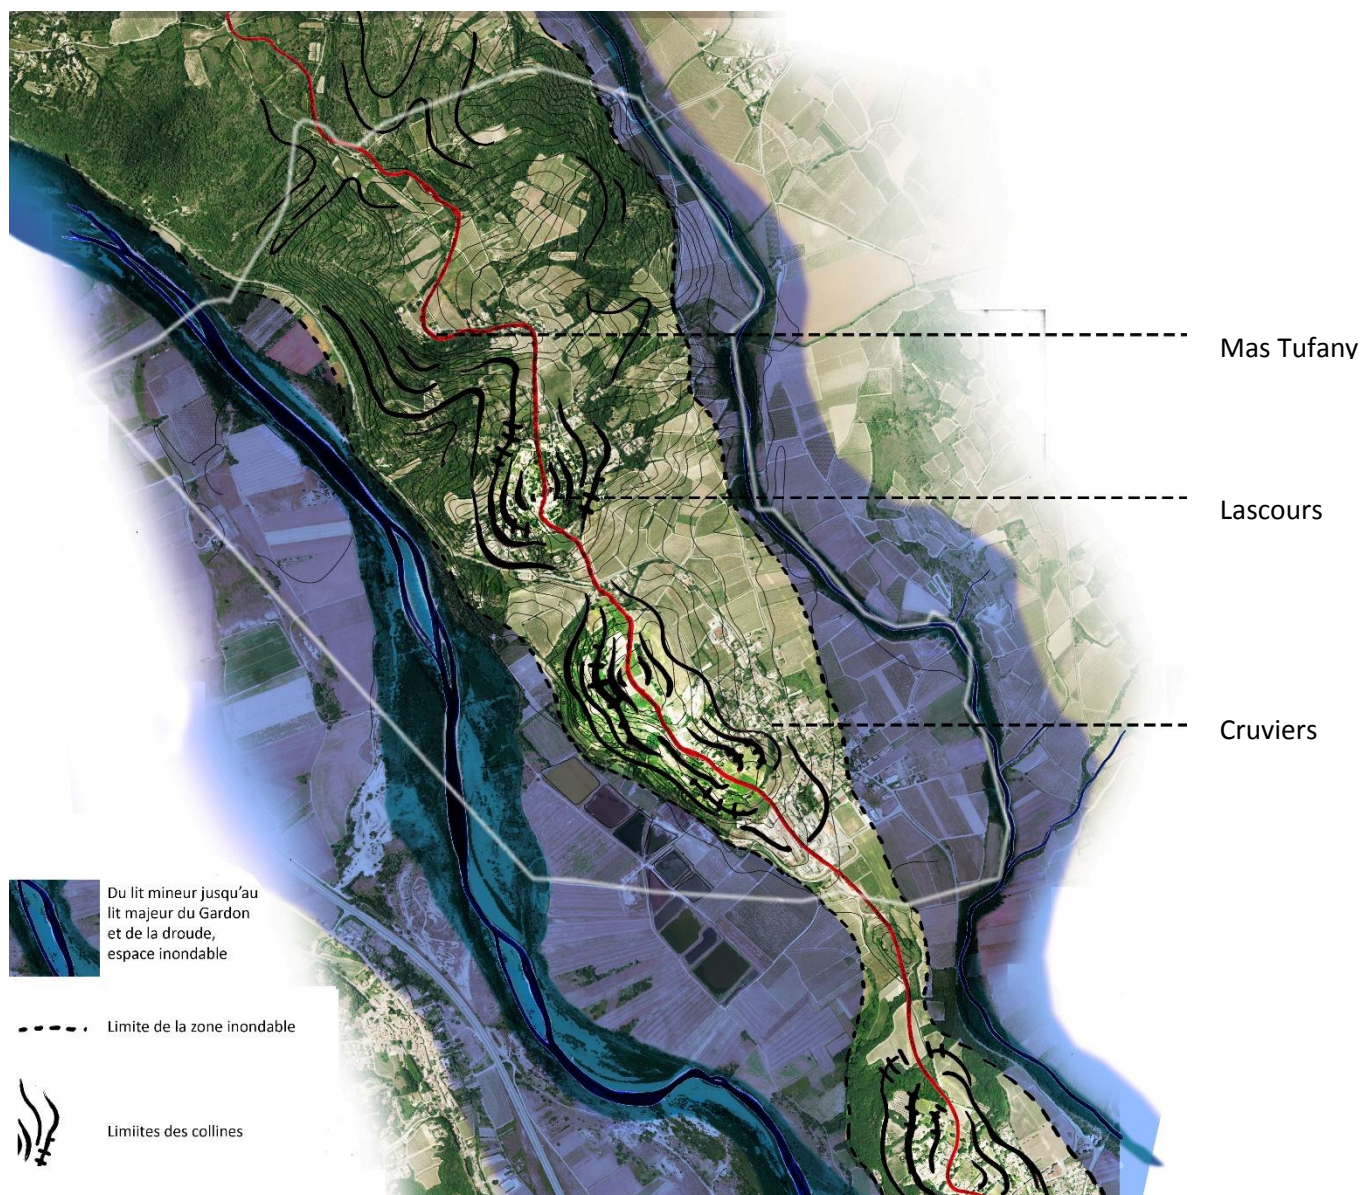 Mas Tufany
Lascours
Cruviers
Du lit mineur jusqu'au
lit majeur du Gardon
et de la droude,
espace inondable
Limite de la zone inondable
Limiites des collines